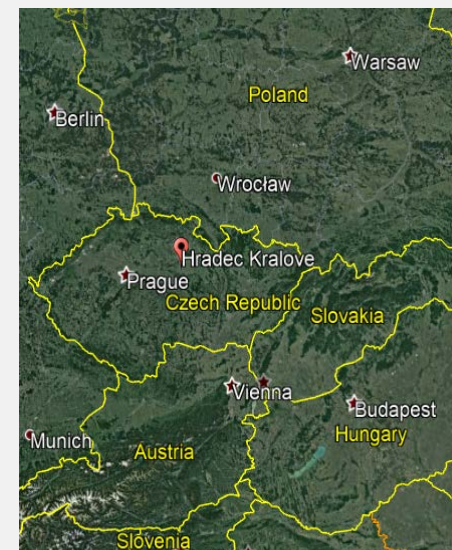 Warsaw
Poland
Berlin
Wrocław
Hradec Kralove
Prague
Czech Republic
Slovakia
Vienna
Budapest
Munich
Hungary
Austria
Slovenia